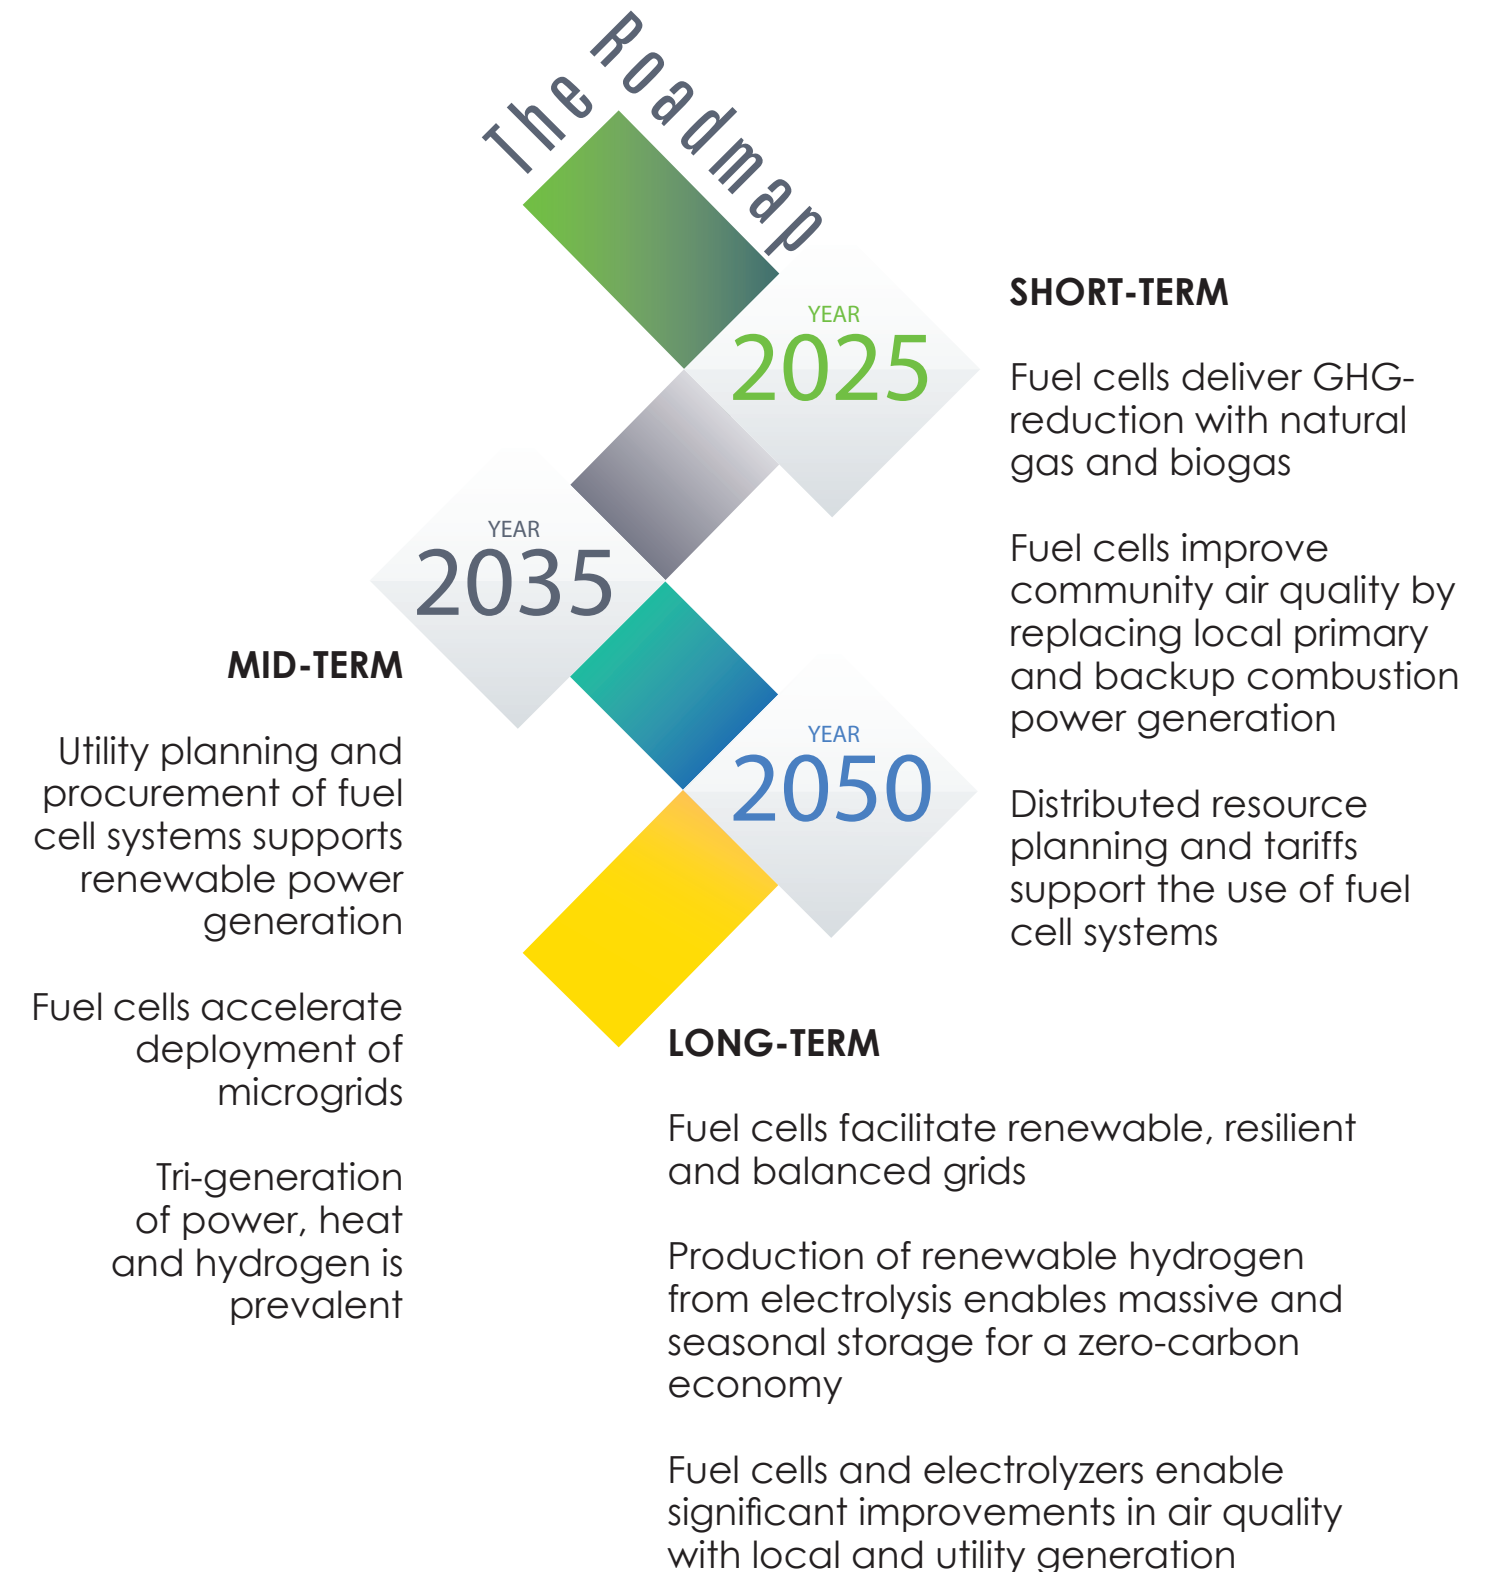 The Roadmap
YEAR
2025
SHORT-TERM
Fuel cells deliver GHG-
reduction with natural
gas and biogas
Fuel cells improve
community air quality by
replacing local primary
and backup combustion
power generation
Distributed resource
planning and tariffs
support the use of fuel
cell systems
YEAR
2035
MID-TERM
Utility planning and
procurement of fuel
cell systems supports
renewable power
generation
Fuel cells accelerate
deployment of
microgrids
Tri-generation
of power, heat
and hydrogen is
prevalent
YEAR
2050
LONG-TERM
Fuel cells facilitate renewable, resilient
and balanced grids
Production of renewable hydrogen
from electrolysis enables massive and
seasonal storage for a zero-carbon
economy
Fuel cells and electrolyzers enable
significant improvements in air quality
with local and utility generation